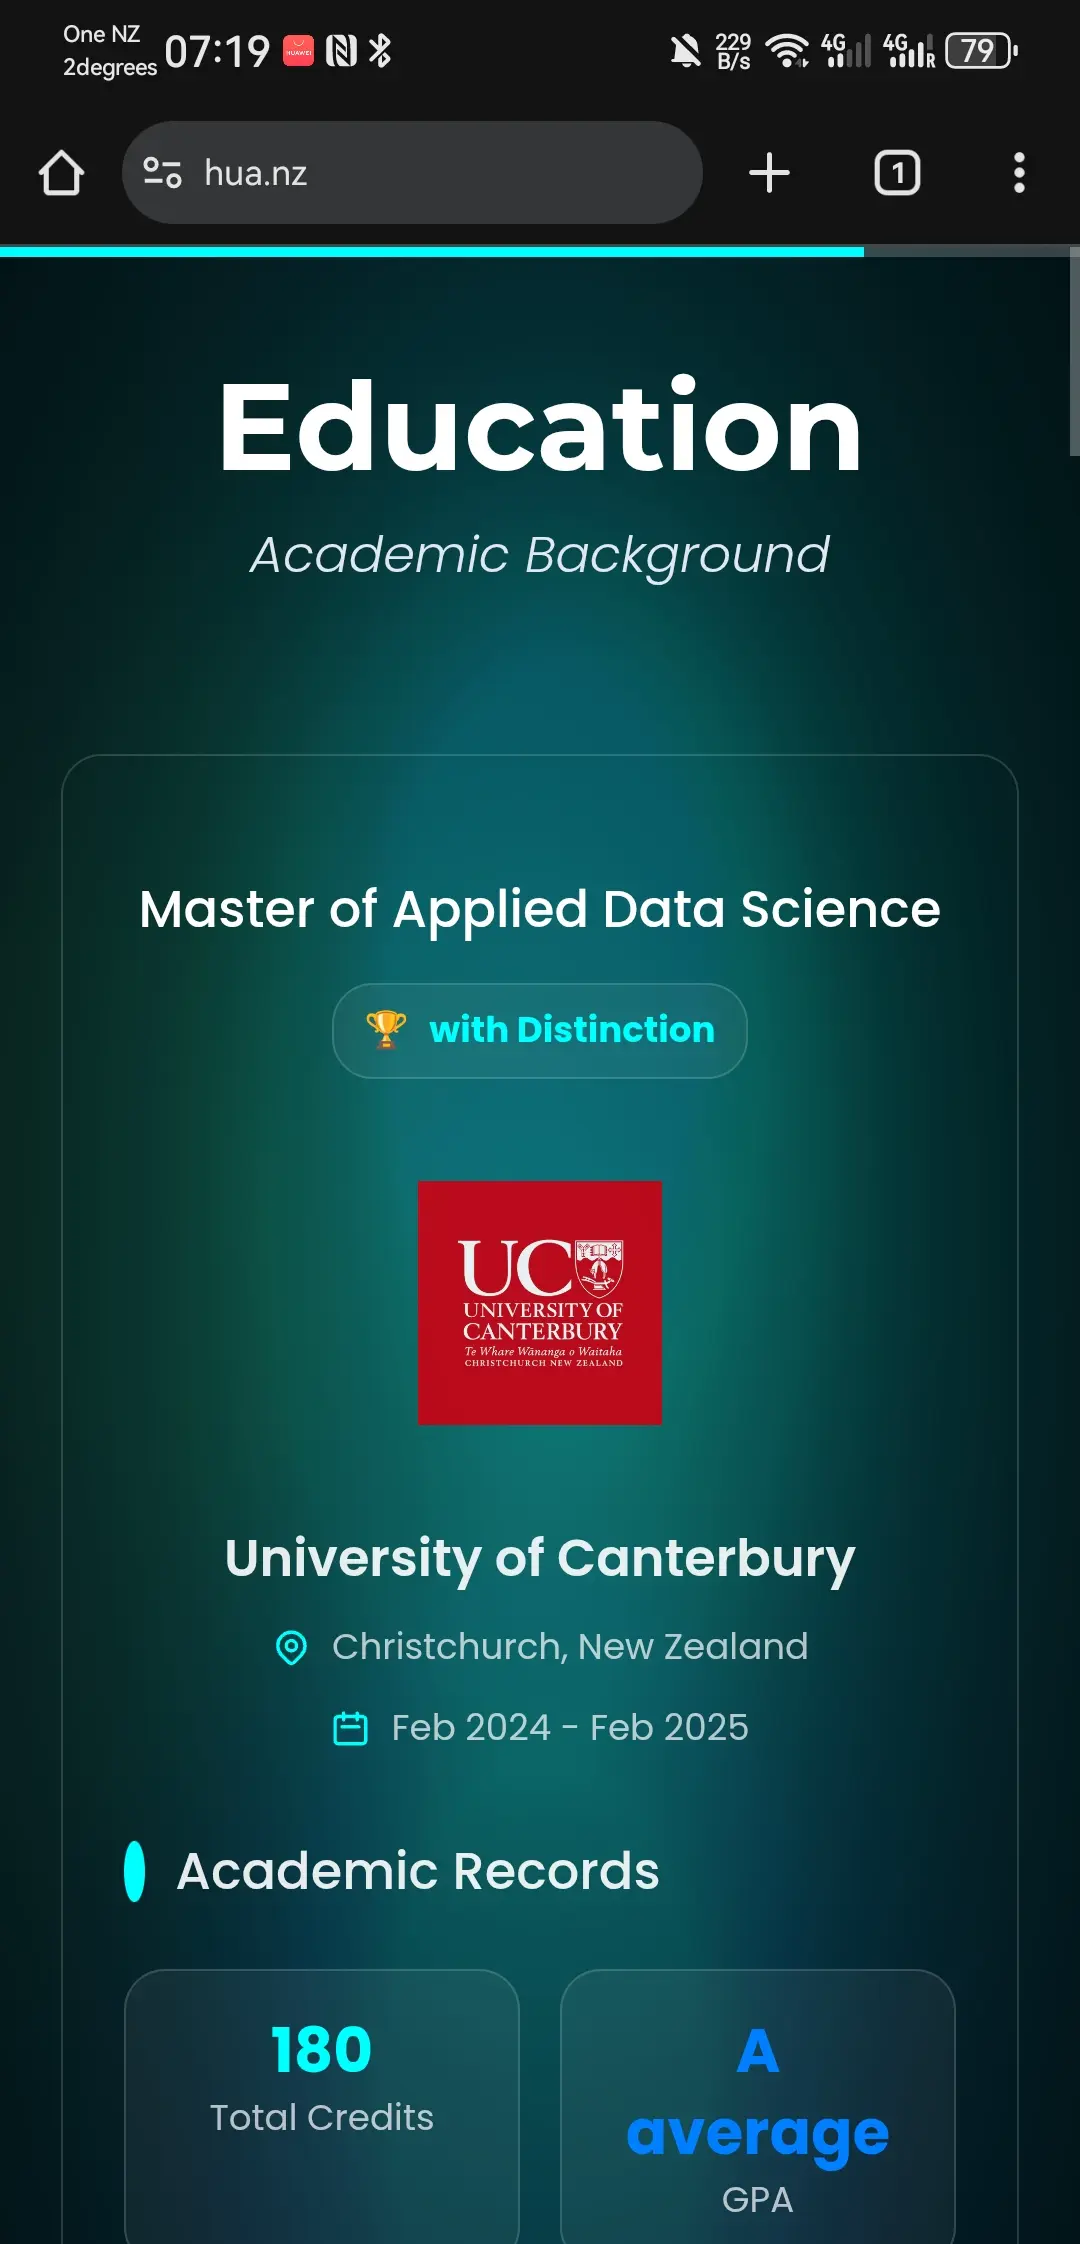 One NZ
2degrees
07:19
HUAWEI
229
B/s
4G
4G
R
79
hua.nz
1
Education
Academic Background
Master of Applied Data Science
with Distinction
UC
UNIVERSITY OF
CANTERBURY
Te Whare Wānanga o Waitaha
CHRISTCHURCH NEW ZEALAND
University of Canterbury
Christchurch, New Zealand
Feb 2024 - Feb 2025
Academic Records
180
Total Credits
A
average
GPA